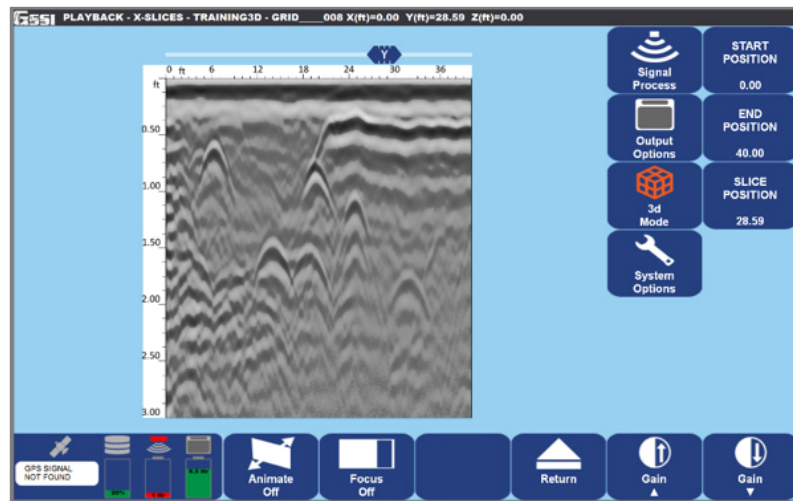 GSSI PLAYBACK - X-SLICES - TRAINING3D - GRID____008 X(ft)=0.00 Y(ft)=28.59 Z(ft)=0.00
Y
0 ft 6 12 18 24 30 36
ft
0.50
1.00
1.50
2.00
2.50
3.00
Signal
Process
START
POSITION
0.00
Output
Options
END
POSITION
40.00
3d
Mode
SLICE
POSITION
28.59
System
Options
GPS SIGNAL
NOT FOUND
Animate
Off
Focus
Off
Return
Gain
Gain